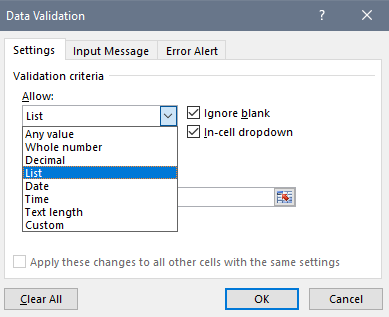 Data Validation
? ×
Settings Input Message Error Alert
Validation criteria
Allow:
List
Ignore blank
Any value
In-cell dropdown
Whole number
Decimal
List
Date
Time
Text length
Custom
Apply these changes to all other cells with the same settings
Clear All OK Cancel